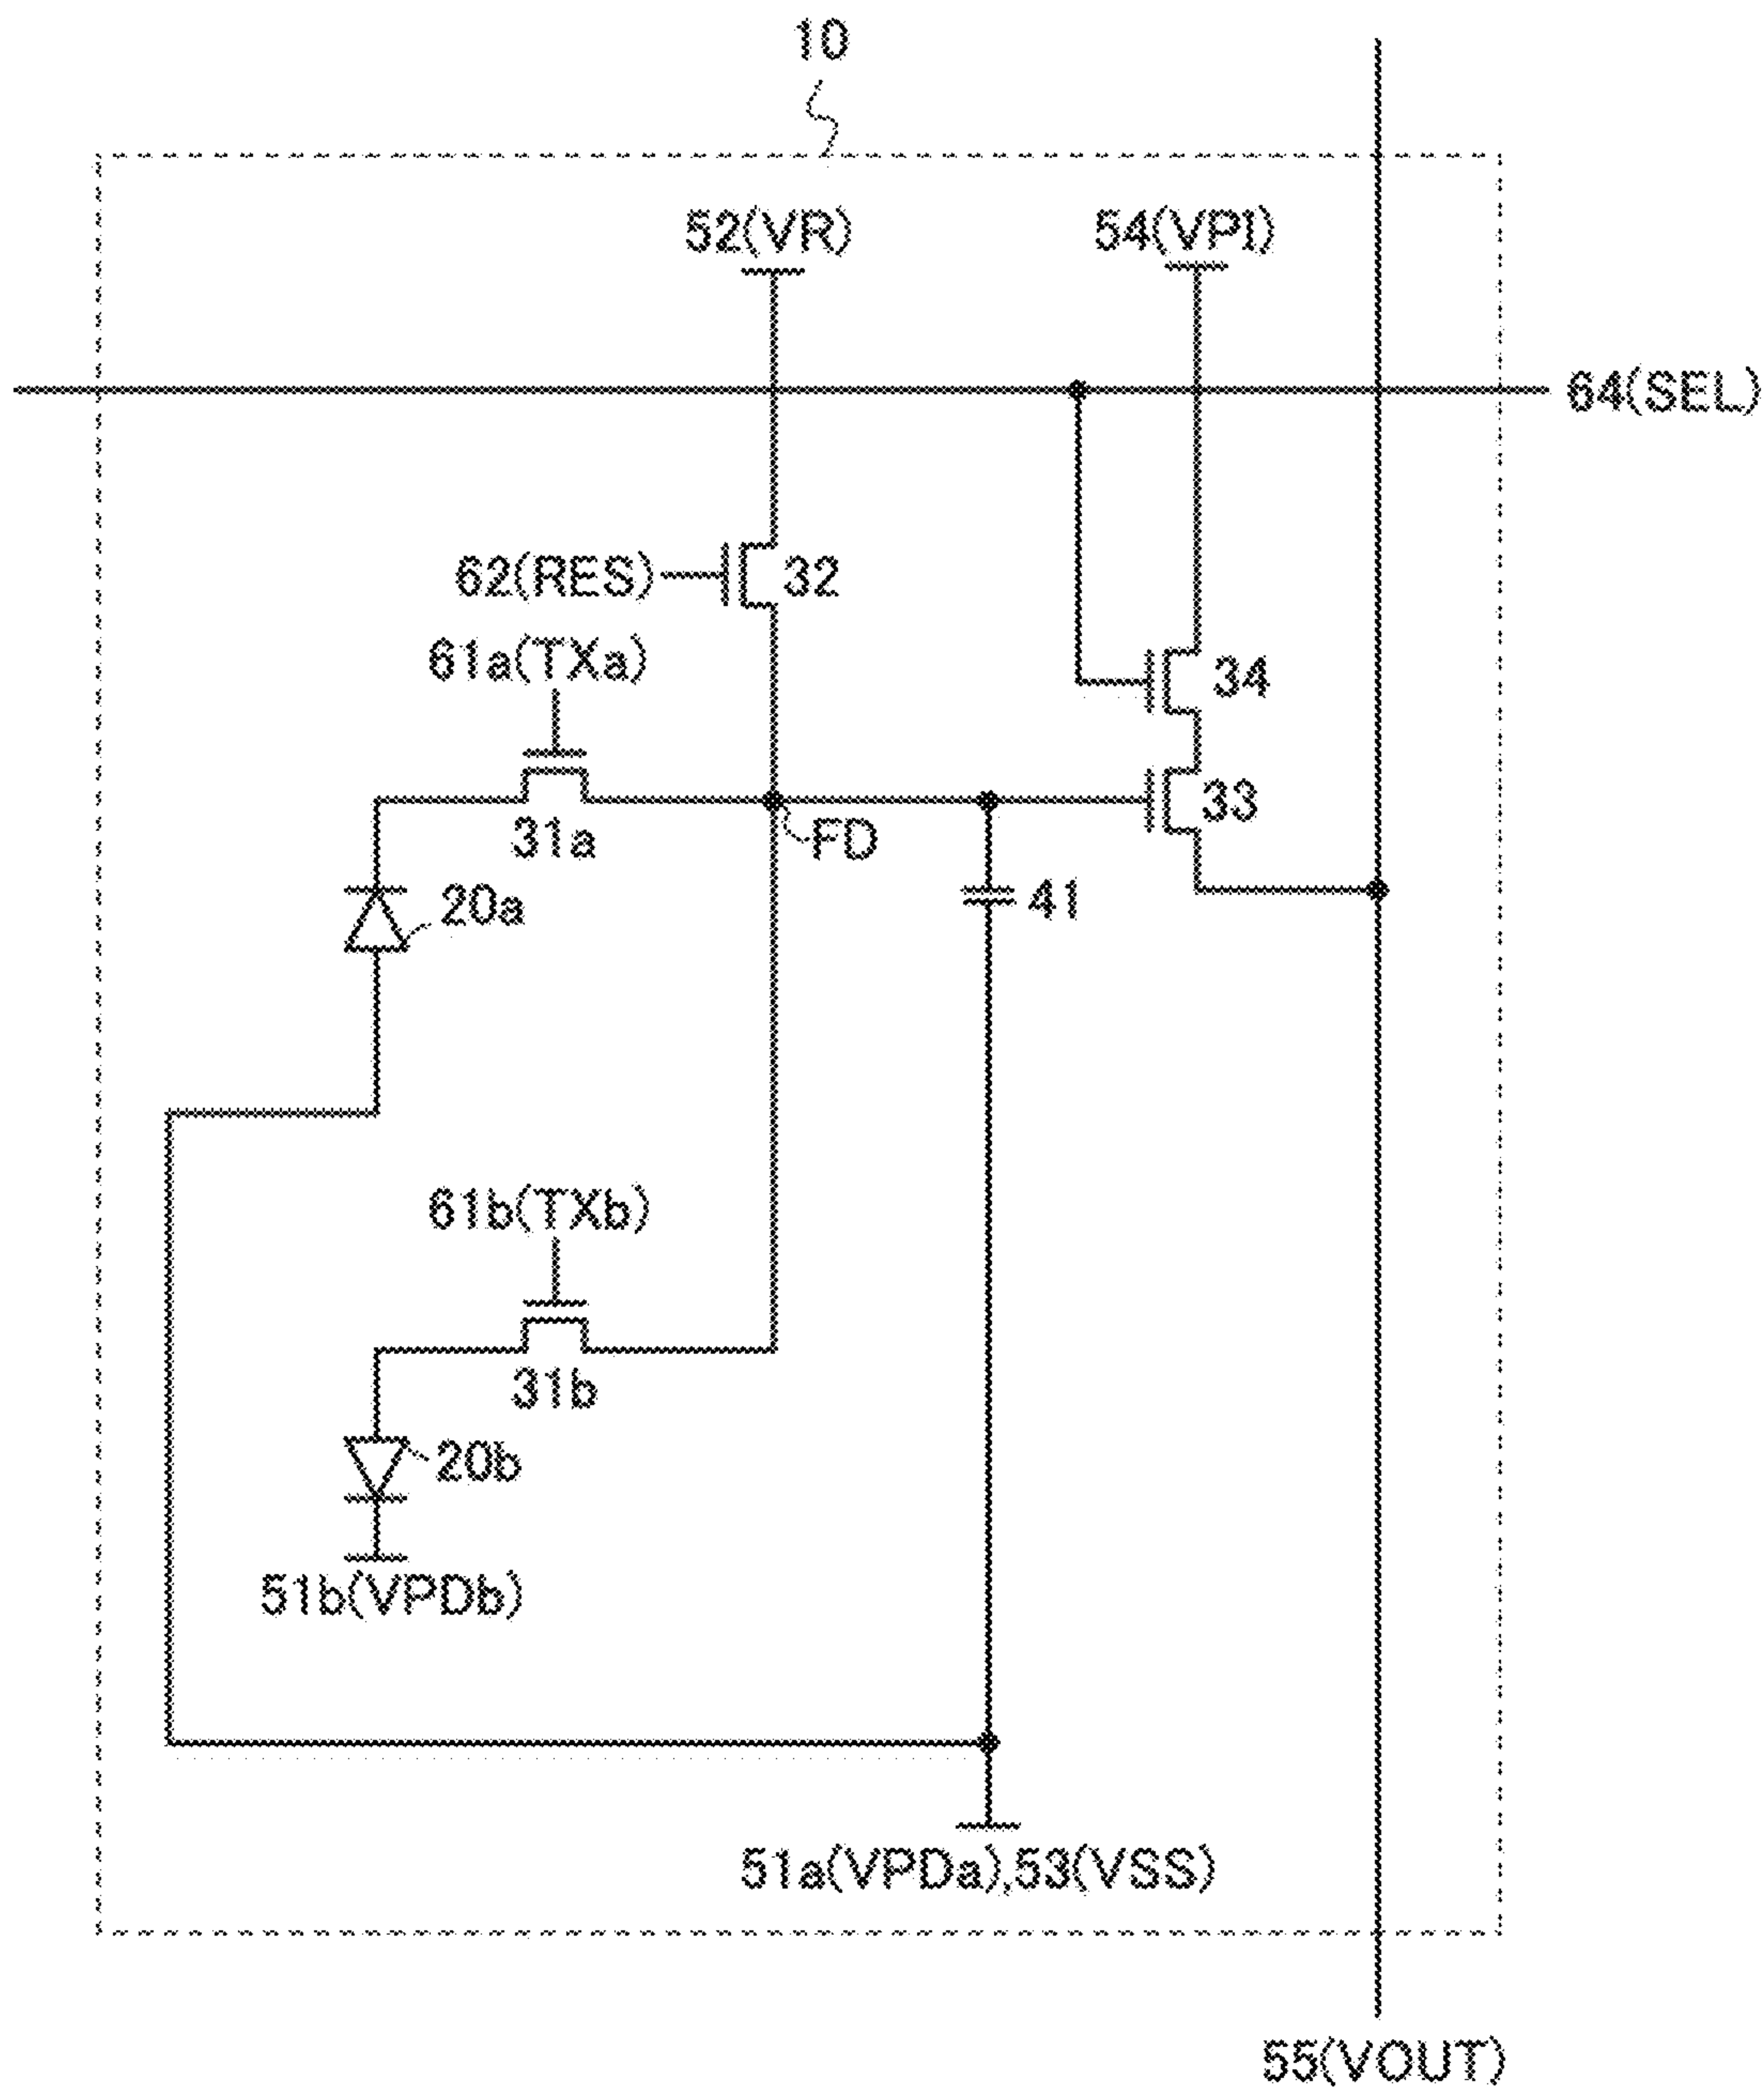 10
52(VR)
54(VPI)
64(SEL)
62(RES)
32
61a(TXa)
34
31a
FD
33
20a
41
61b(TXb)
31b
20b
51b(VPDb)
51a(VPDa),53(VSS)
55(VOUT)